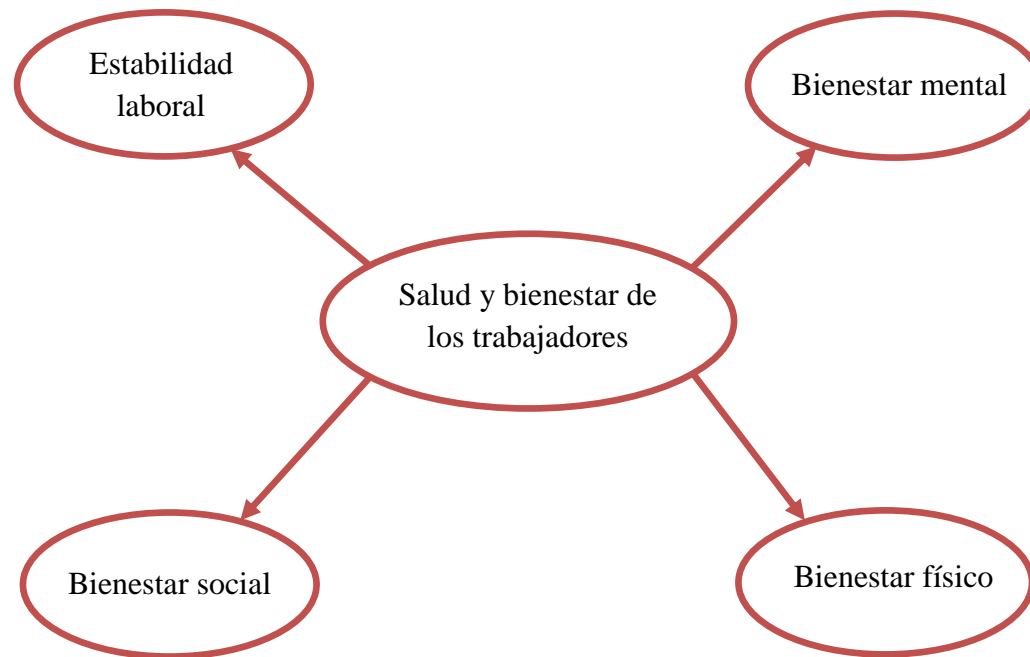 Estabilidad
laboral
Bienestar mental
Salud y bienestar de
los trabajadores
Bienestar social
Bienestar físico